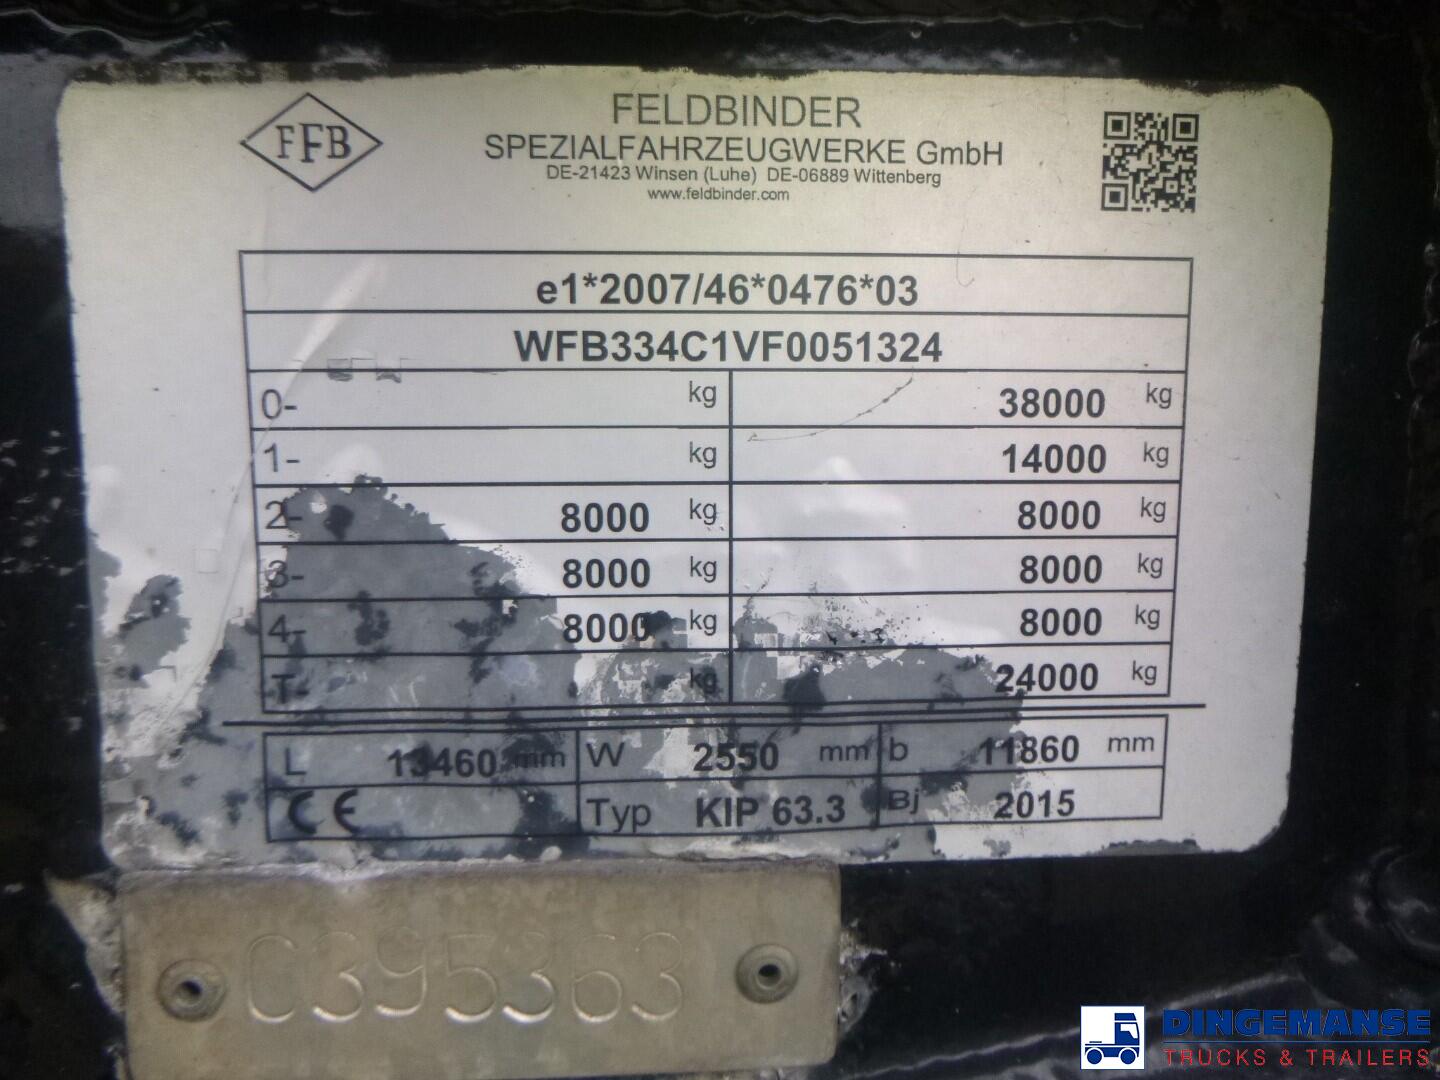 FFB
FELDBINDER
SPEZIALFAHRZEUGWERKE GmbH
DE-21423 Winsen (Luhe) DE-06889 Wittenberg
www.feldbinder.com
e1*2007/46*0476*03
WFB334C1VF0051324
0- kg 38000 kg
1- kg 14000 kg
2- 8000 kg 8000 kg
3- 8000 kg 8000 kg
4- 8000 kg 8000 kg
T- kg 24000 kg
L 13460 mm W 2550 mm b 11860 mm
CE Typ KIP 63.3 Bj 2015
C395363
DINGEMANSE
TRUCKS & TRAILERS